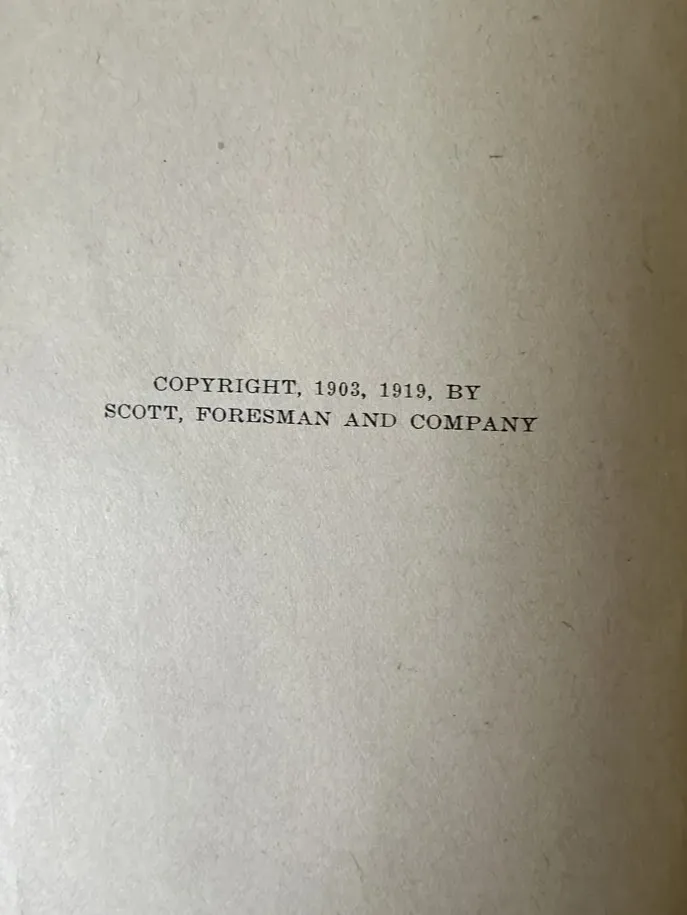 COPYRIGHT, 1903, 1919, BY
SCOTT, FORESMAN AND COMPANY